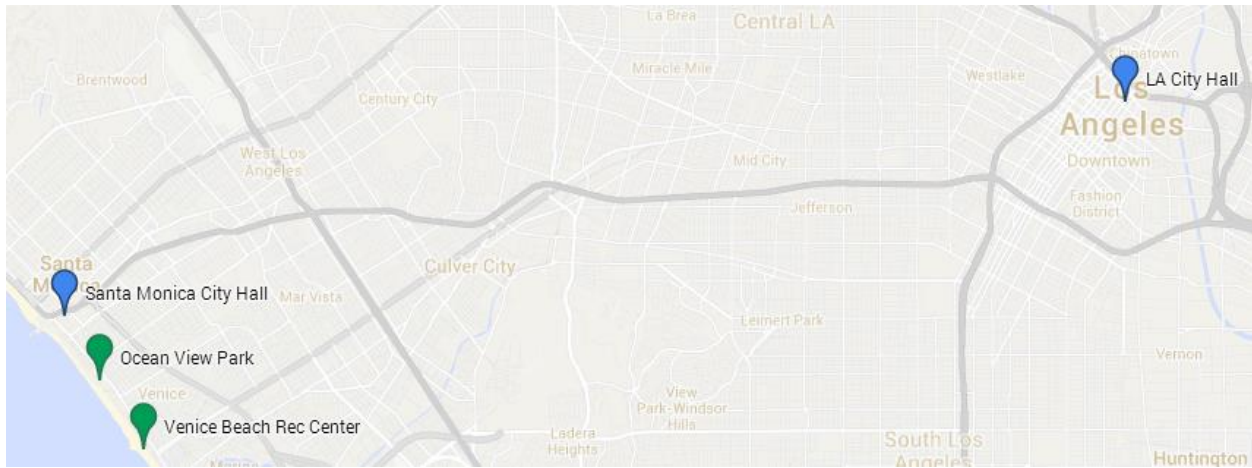 La Brea
Central LA
Chinatown
Brentwood
Miracle Mile
Westlake
LA City Hall
Century City
Los
Angeles
West Los
Angeles
Mid City
Downtown
Fashion
District
Jefferson
Santa
Monica
Culver City
Santa Monica City Hall
Mar Vista
Leimert Park
Ocean View Park
Vernon
Venice
View
Park-Windsor
Hills
Venice Beach Rec Center
Ladera
Heights
South Los
Angeles
Huntington